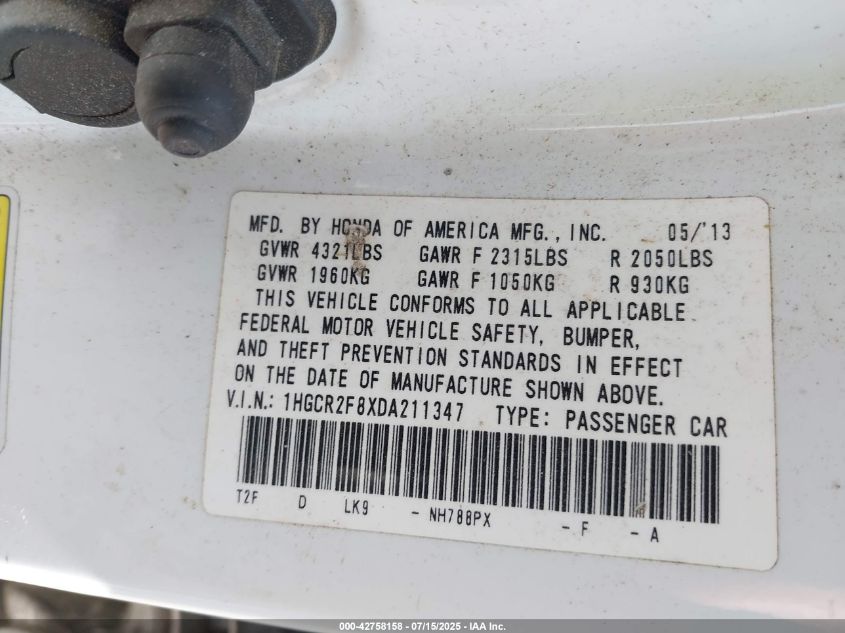 MFD. BY HONDA OF AMERICA MFG., INC. 05/'13
GVWR 4321LBS GAWR F 2315LBS R 2050LBS
GVWR 1960KG GAWR F 1050KG R 930KG
THIS VEHICLE CONFORMS TO ALL APPLICABLE
FEDERAL MOTOR VEHICLE SAFETY, BUMPER,
AND THEFT PREVENTION STANDARDS IN EFFECT
ON THE DATE OF MANUFACTURE SHOWN ABOVE.
V.I.N.: 1HGCR2F8XDA211347 TYPE: PASSENGER CAR
T2F D LK9 - NH788PX - F - A
000-42758158 - 07/15/2025 - IAA Inc.